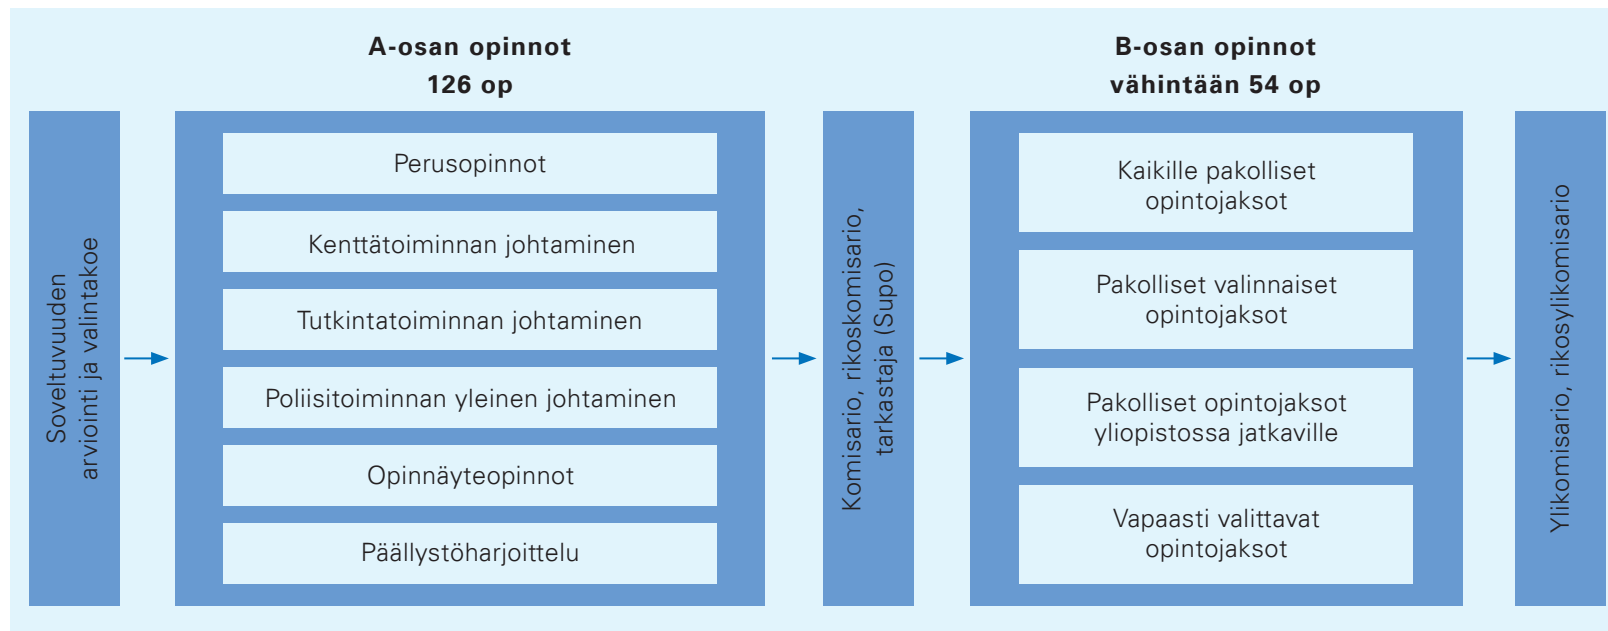 A-osan opinnot
126 op
B-osan opinnot
vähintään 54 op
Soveltuvuuden
arviointi ja valintakoe
Perusopinnot
Kenttätoiminnan johtaminen
Tutkintatoiminnan johtaminen
Poliisitoiminnan yleinen johtaminen
Opinnäyteopinnot
Päällystöharjoittelu
Komisario, rikoskomisario,
tarkastaja (Supo)
Kaikille pakolliset
opintojaksot
Pakolliset valinnaiset
opintojaksot
Pakolliset opintojaksot
yliopistossa jatkaville
Vapaasti valittavat
opintojaksot
Ylikomisario, rikosylikomisario